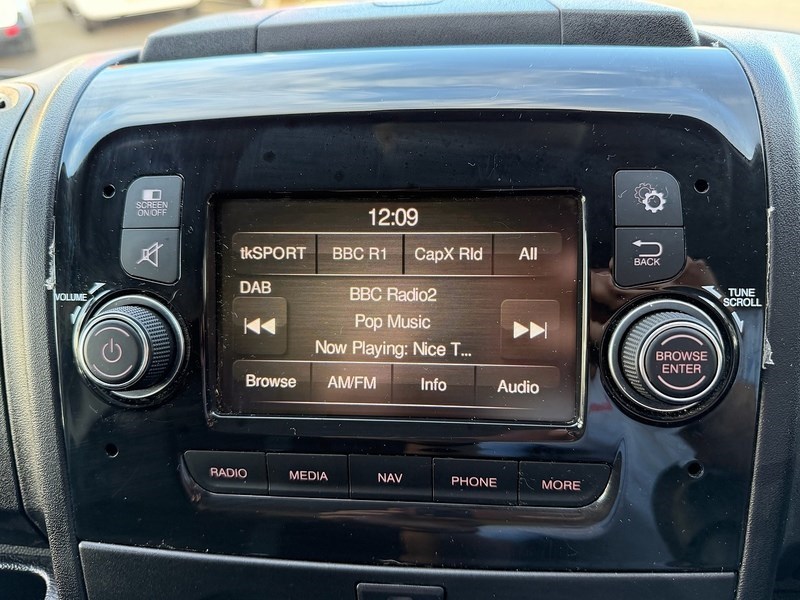 12:09
SCREEN
ON/OFF
tkSPORT BBC R1 CapX Rld All
BACK
DAB
BBC Radio2
VOLUME
TUNE
SCROLL
Pop Music
Now Playing: Nice T...
BROWSE
ENTER
Browse AM/FM Info Audio
RADIO MEDIA NAV PHONE MORE